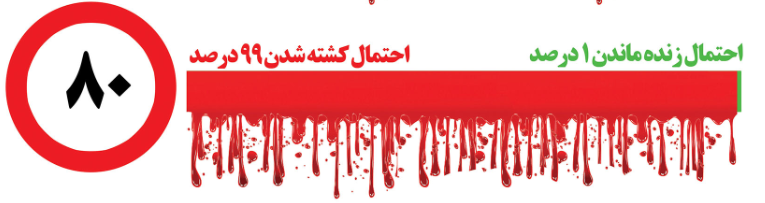 احتمال زنده ماندن ۱ درصد
احتمال کشته شدن ۹۹ درصد
۸۰